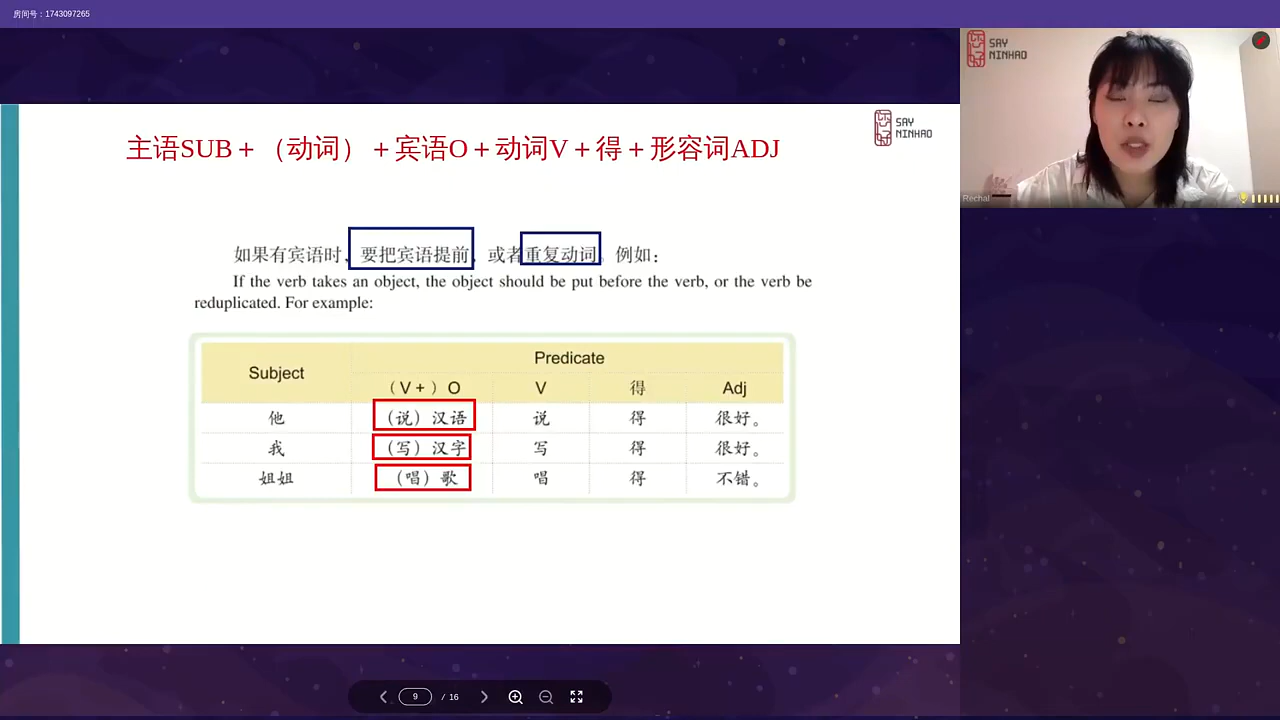 房间号：1743097265
SAY
NINHAO
主语SUB＋（动词）＋宾语O＋动词V＋得＋形容词ADJ
SAY
NINHAO
如果有宾语时，要把宾语提前，或者重复动词。例如：
If the verb takes an object, the object should be put before the verb, or the verb be
reduplicated. For example:
Subject Predicate
（V + ）O V 得 Adj
他 （说）汉语 说 得 很好。
我 （写）汉字 写 得 很好。
姐姐 （唱）歌 唱 得 不错。
Rechal
9 / 16